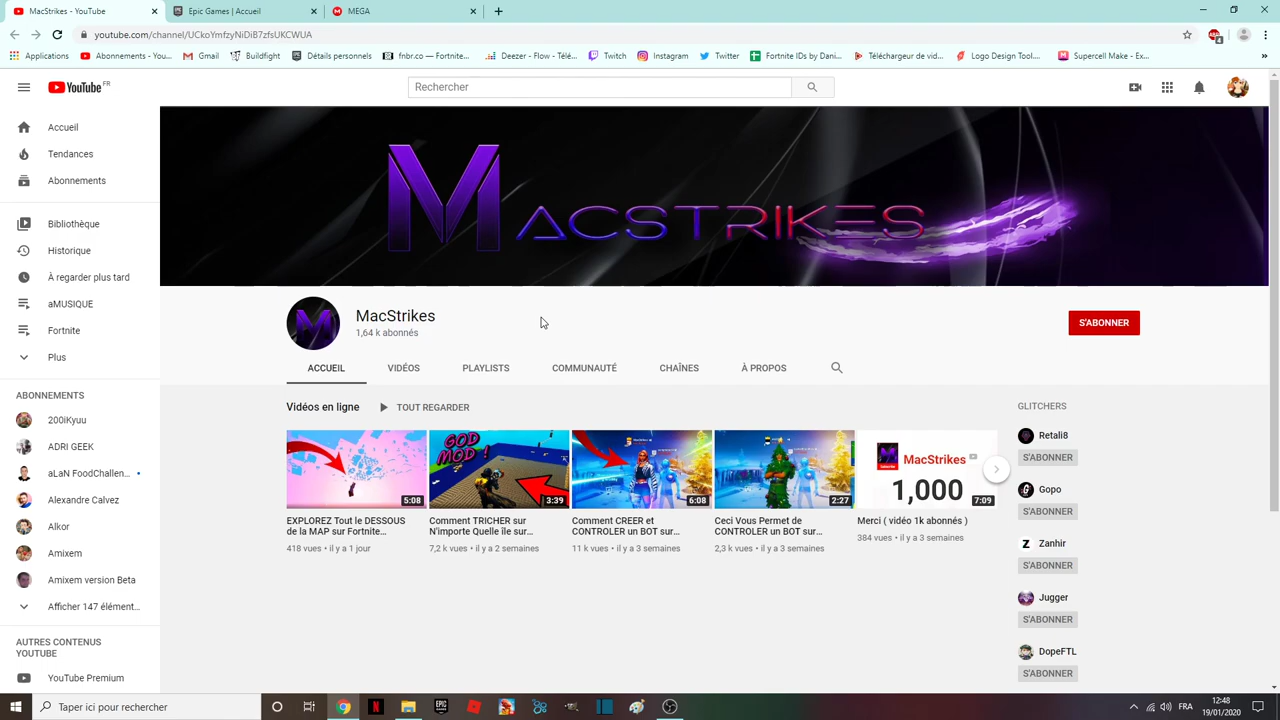 MacStrikes - YouTube
Epic Games | Accueil
MEGA
youtube.com/channel/UCkoYmfzyNiDiB7zfsUKCWUA
Applications
Abonnements - You...
Gmail
Buildfight
Détails personnels
fnbr.co — Fortnite...
Deezer - Flow - Télé...
Twitch
Instagram
Twitter
Fortnite IDs by Dani...
Téléchargeur de vid...
Logo Design Tool...
Supercell Make - Ex...
»
YouTube FR
Rechercher
Accueil
Tendances
Abonnements
Bibliothèque
Historique
À regarder plus tard
aMUSIQUE
Fortnite
Plus
ABONNEMENTS
200iKyuu
ADRI GEEK
aLaN FoodChallen...
Alexandre Calvez
Alkor
Amixem
Amixem version Beta
Afficher 147 élément...
AUTRES CONTENUS
YOUTUBE
YouTube Premium
MACSTRIKES
MacStrikes
1,64 k abonnés
S'ABONNER
ACCUEIL
VIDÉOS
PLAYLISTS
COMMUNAUTÉ
CHAÎNES
À PROPOS
Vidéos en ligne
TOUT REGARDER
5:08
EXPLOREZ Tout le DESSOUS
de la MAP sur Fortnite...
418 vues • il y a 1 jour
GOD
MOD !
3:39
Comment TRICHER sur
N'importe Quelle île sur...
7,2 k vues • il y a 2 semaines
6:08
Comment CREER et
CONTROLER un BOT sur...
11 k vues • il y a 3 semaines
2:27
Ceci Vous Permet de
CONTROLER un BOT sur...
2,3 k vues • il y a 3 semaines
MacStrikes
1,000
7:09
Merci ( vidéo 1k abonnés )
384 vues • il y a 3 semaines
GLITCHERS
Retali8
S'ABONNER
Gopo
S'ABONNER
Zanhir
S'ABONNER
Jugger
S'ABONNER
DopeFTL
S'ABONNER
Taper ici pour rechercher
FRA
12:48
19/01/2020